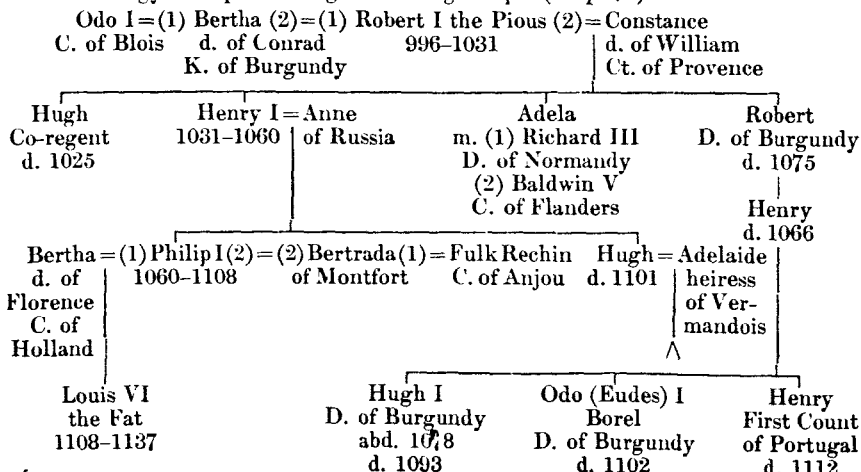 Odo I=(1) Bertha (2)=(1) Robert I the Pious (2)=Constance
C. of Blois d. of Conrad 996–1031 d. of William
K. of Burgundy Ct. of Provence
Hugh Henry I=Anne Adela Robert
Co-regent 1031–1060 of Russia m. (1) Richard III D. of Burgundy
d. 1025 D. of Normandy d. 1075
(2) Baldwin V
C. of Flanders Henry
d. 1066
Bertha=(1) Philip I (2)=(2) Bertrada (1)=Fulk Rechin Hugh=Adelaide
d. of 1060–1108 of Montfort C. of Anjou d. 1101 heiress
Florence of Ver-
C. of mandois
Holland
Louis VI Hugh I Odo (Eudes) I Henry
the Fat D. of Burgundy Borel First Count
1108–1137 abd. D. of Burgundy of Portugal
d. 1093 d. 1102 d. 1112